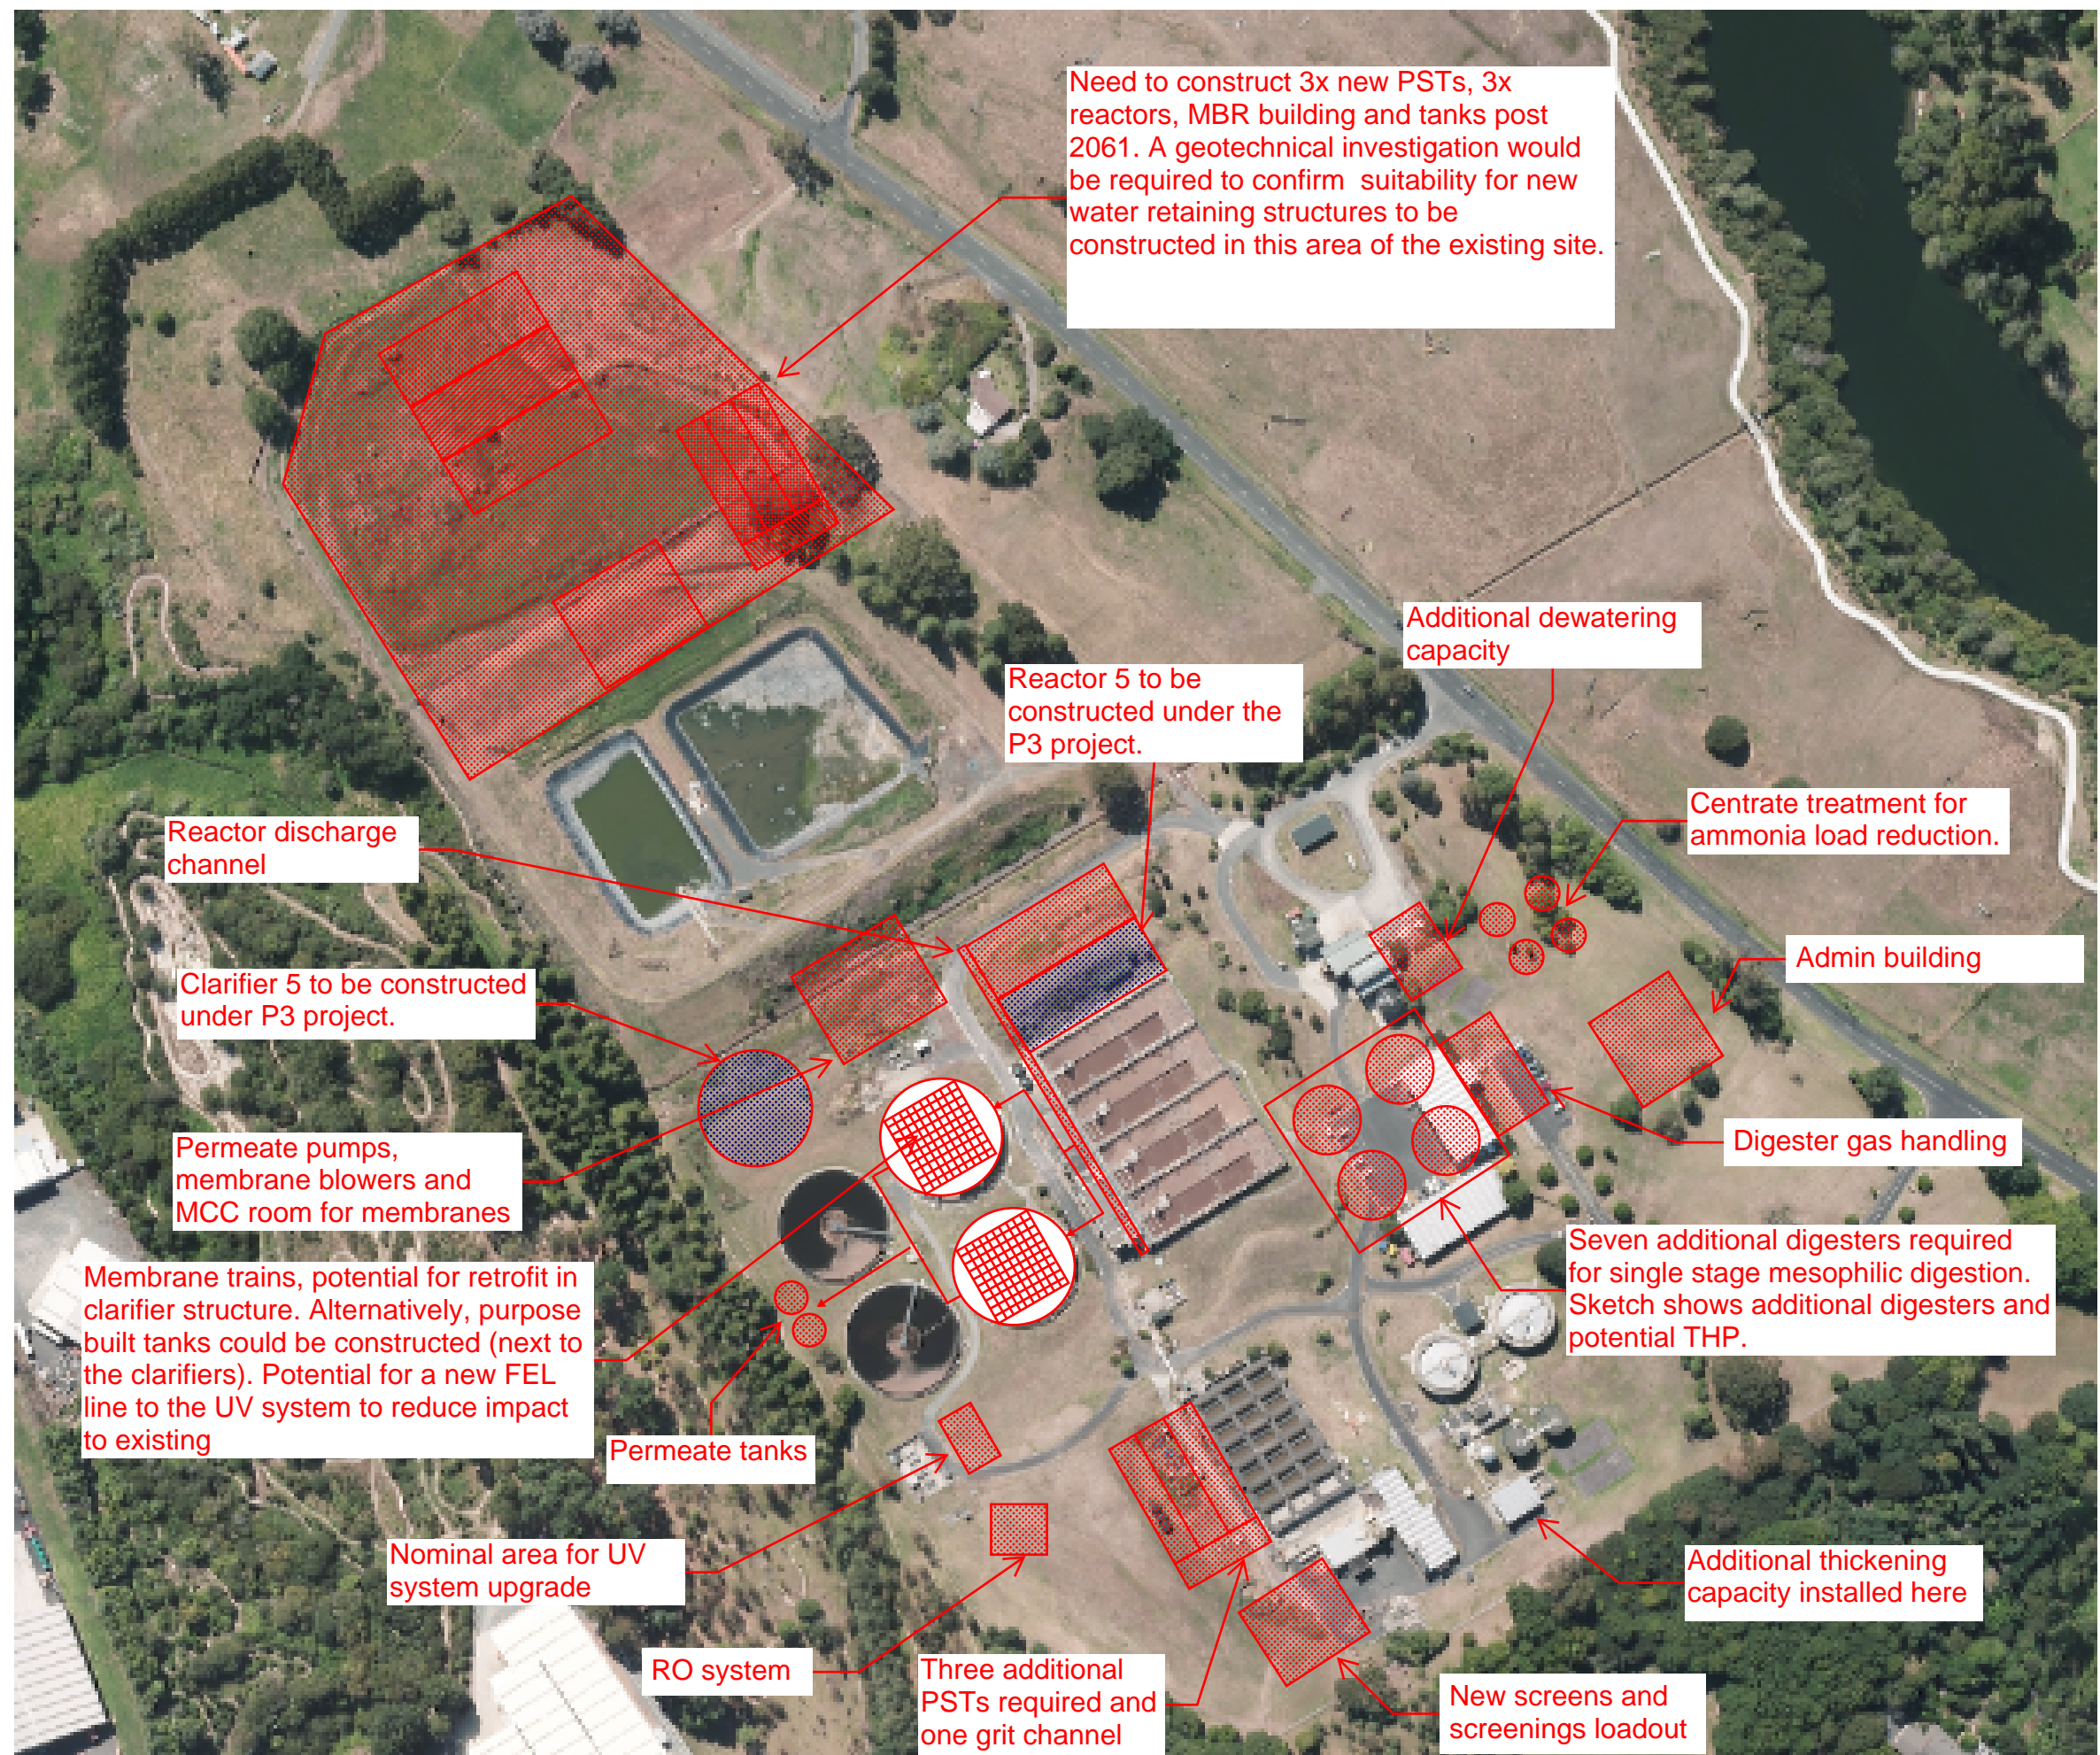 Need to construct 3x new PSTs, 3x
reactors, MBR building and tanks post
2061. A geotechnical investigation would
be required to confirm suitability for new
water retaining structures to be
constructed in this area of the existing site.
Additional dewatering
capacity
Reactor 5 to be
constructed under the
P3 project.
Centrate treatment for
ammonia load reduction.
Reactor discharge
channel
Admin building
Clarifier 5 to be constructed
under P3 project.
Digester gas handling
Permeate pumps,
membrane blowers and
MCC room for membranes
Seven additional digesters required
for single stage mesophilic digestion.
Sketch shows additional digesters and
potential THP.
Membrane trains, potential for retrofit in
clarifier structure. Alternatively, purpose
built tanks could be constructed (next to
the clarifiers). Potential for a new FEL
line to the UV system to reduce impact
to existing
Permeate tanks
Nominal area for UV
system upgrade
Additional thickening
capacity installed here
RO system
Three additional
PSTs required and
one grit channel
New screens and
screenings loadout